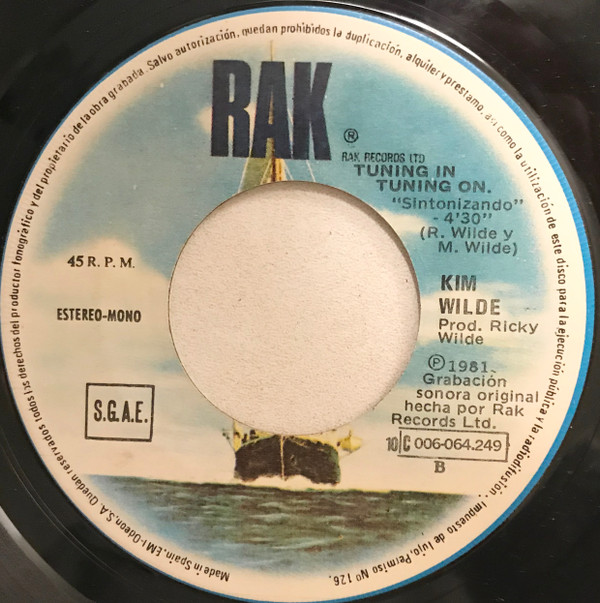 Reservados todos los derechos del productor fonográfico y del propietario de la obra grabada. Salvo autorización, quedan prohibidos la duplicación, alquiler y prestamo, asi como la utilización de este disco para la ejecución pública y la radiodifusión. Impuesto de lujo, Permiso Nº 126.
RAK
®
RAK RECORDS LTD
TUNING IN
TUNING ON.
"Sintonizando"
- 4'30"
(R. Wilde y
M. Wilde)
45 R. P. M.
ESTEREO-MONO
KIM
WILDE
Prod. Ricky
Wilde
℗ 1981.
Grabación
sonora original
hecha por Rak
Records Ltd.
S.G.A.E.
10 C 006-064.249
B
Made in Spain. EMI-Odeon, S.A. Quedan